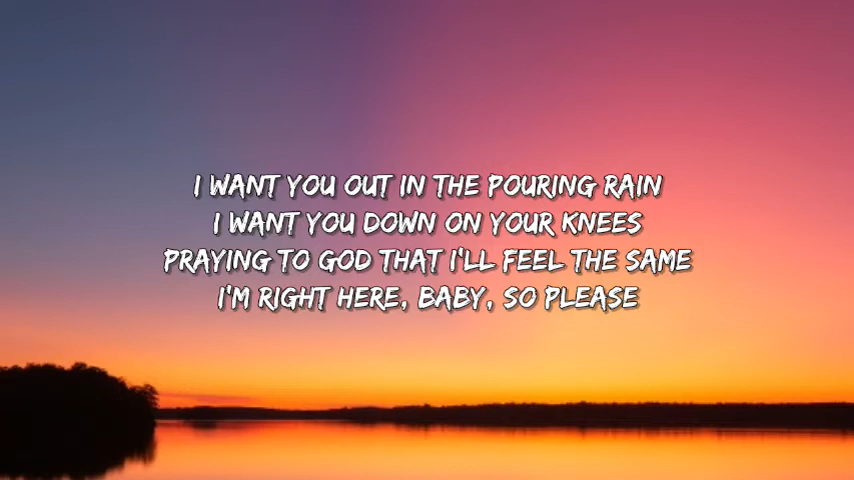 I WANT YOU OUT IN THE POURING RAIN
I WANT YOU DOWN ON YOUR KNEES
PRAYING TO GOD THAT I'LL FEEL THE SAME
I'M RIGHT HERE, BABY, SO PLEASE